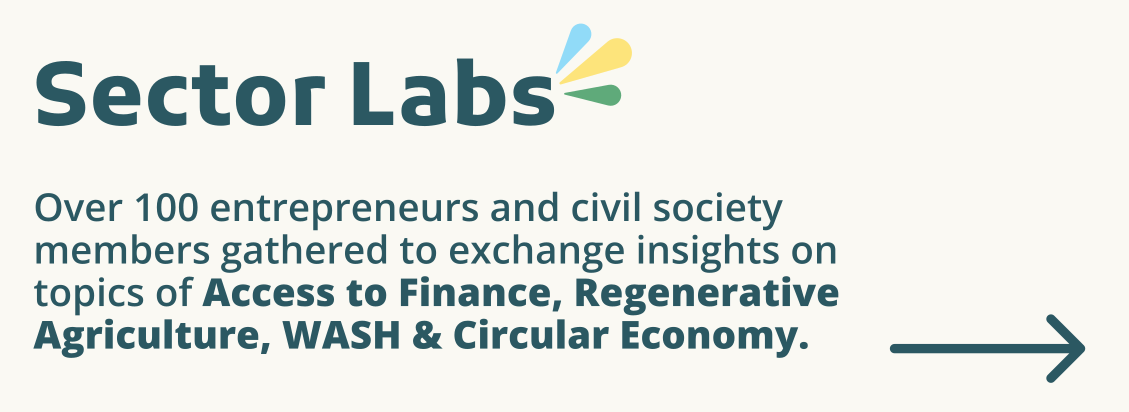 Sector Labs
Over 100 entrepreneurs and civil society
members gathered to exchange insights on
topics of Access to Finance, Regenerative
Agriculture, WASH & Circular Economy.